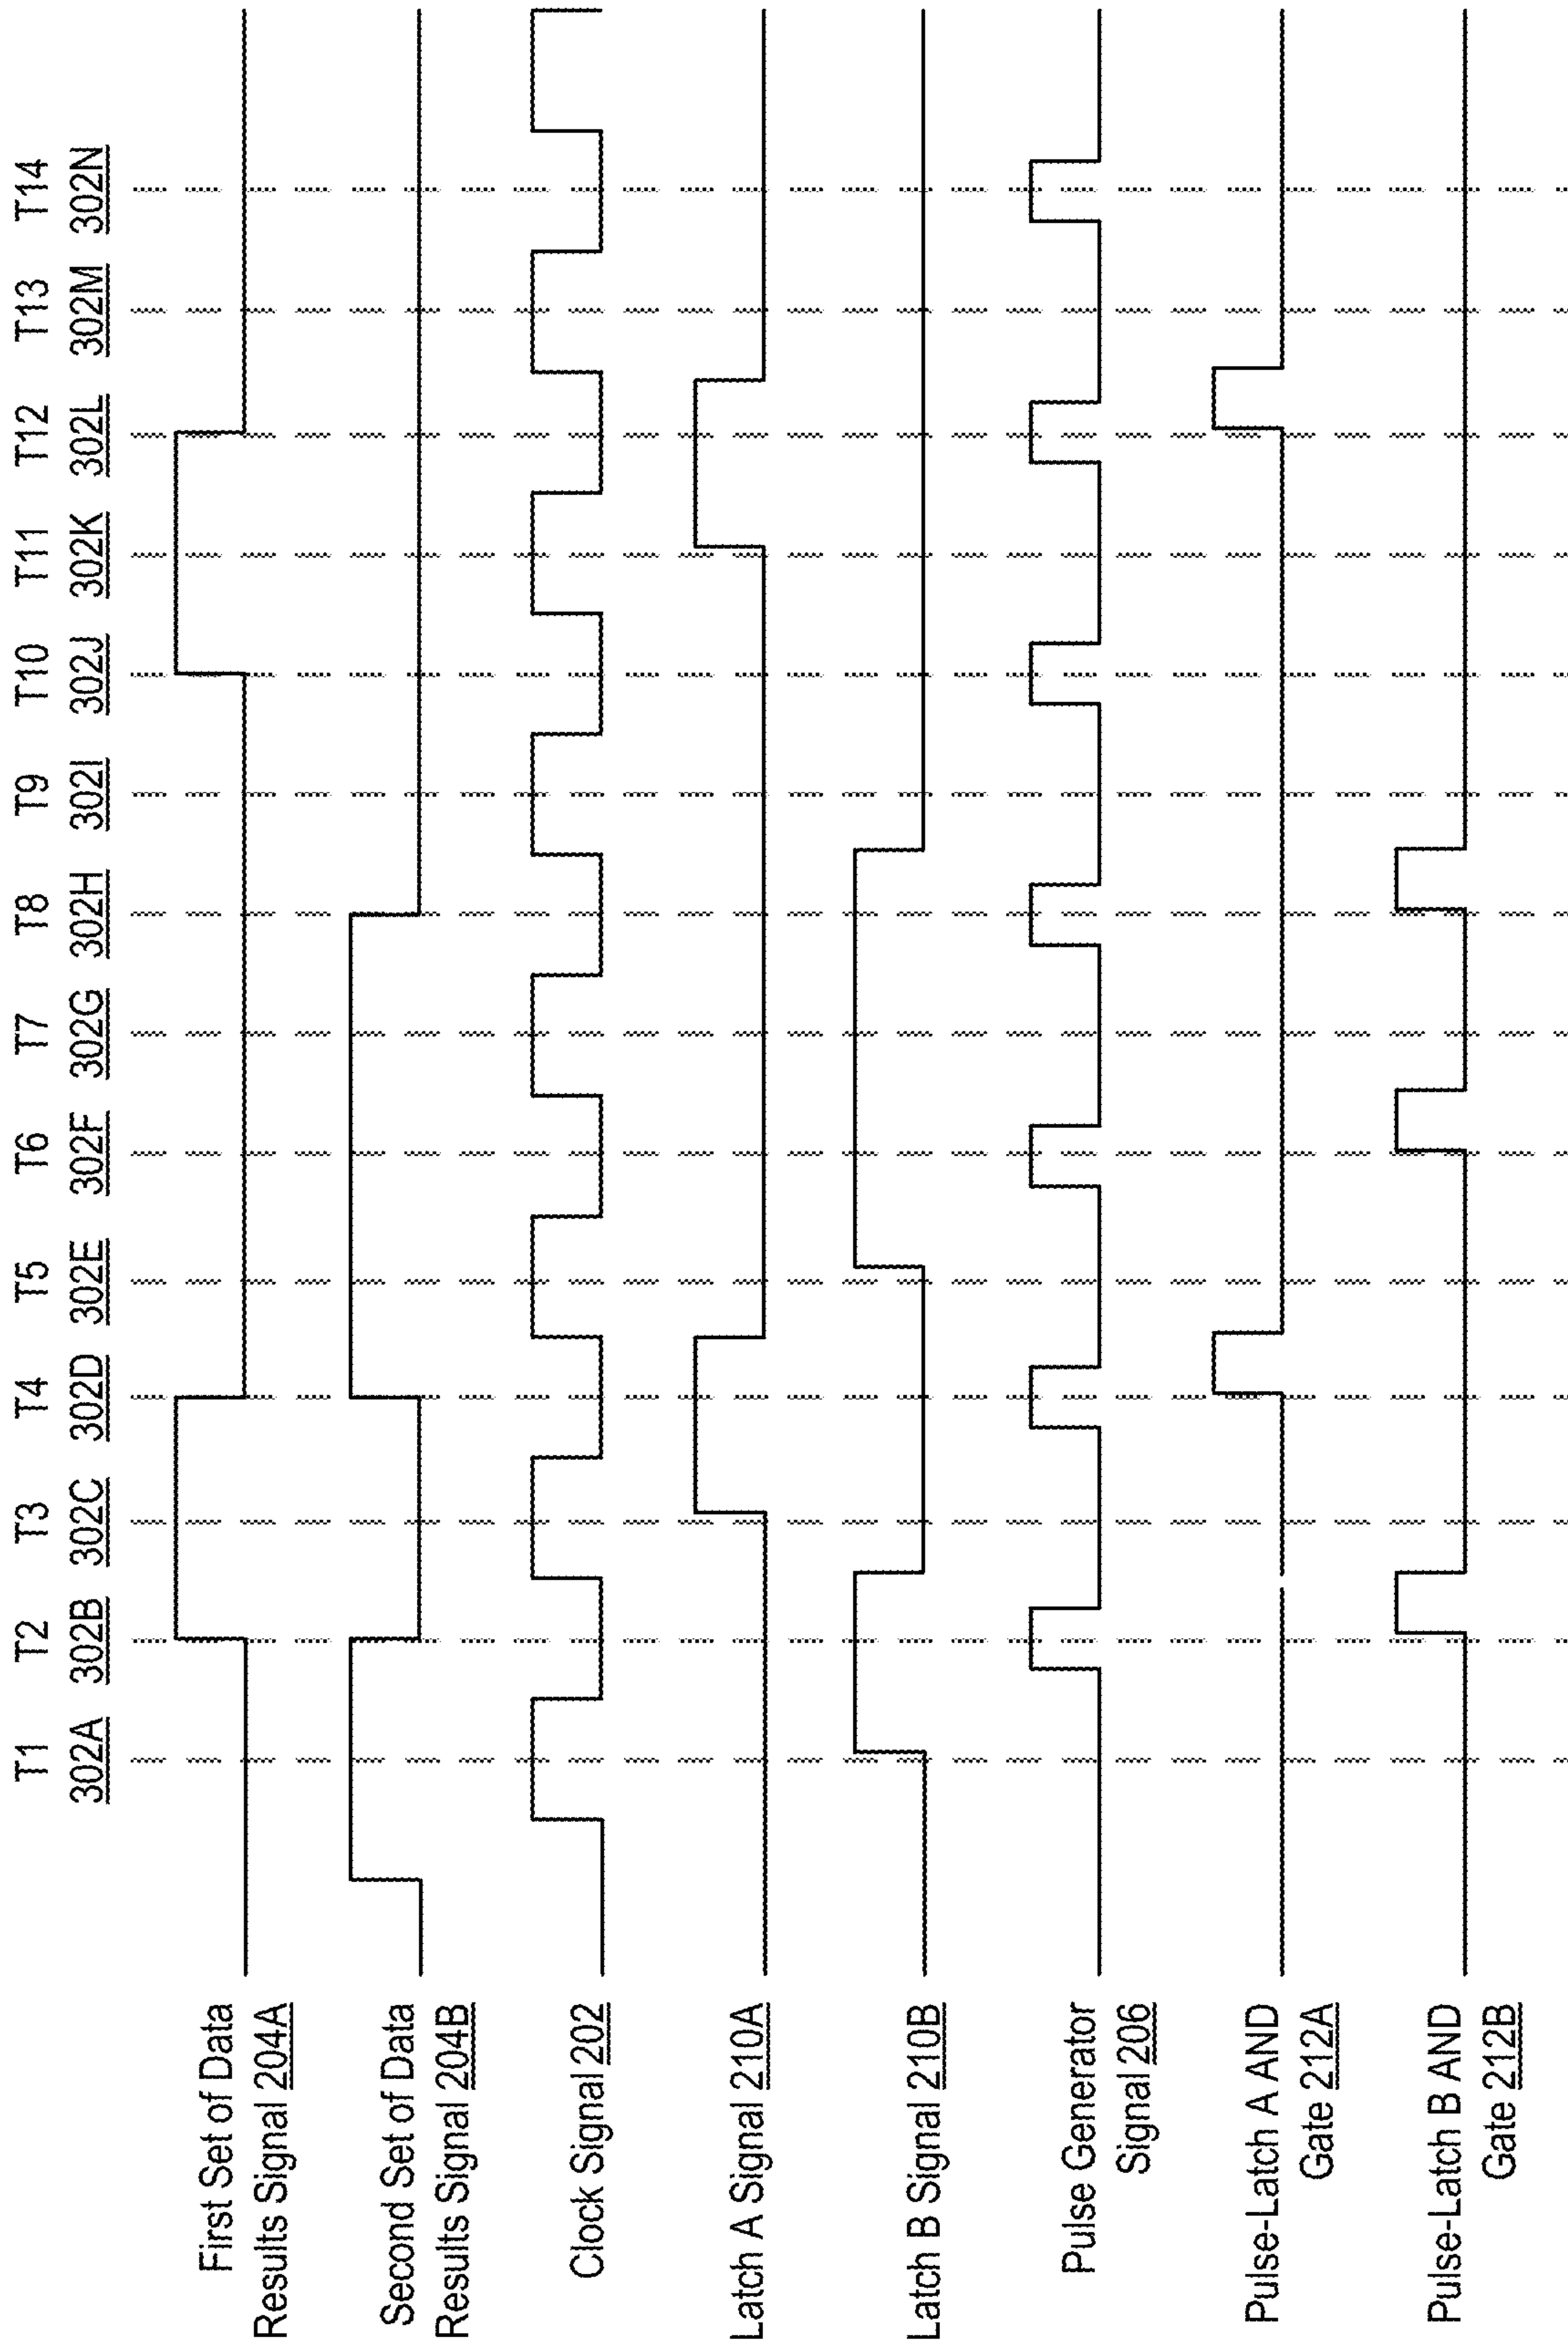 T1 T2 T3 T4 T5 T6 T7 T8 T9 T10 T11 T12 T13 T14
302A 302B 302C 302D 302E 302F 302G 302H 302I 302J 302K 302L 302M 302N
First Set of Data
Results Signal 204A
Second Set of Data
Results Signal 204B
Clock Signal 202
Latch A Signal 210A
Latch B Signal 210B
Pulse Generator
Signal 206
Pulse-Latch A AND
Gate 212A
Pulse-Latch B AND
Gate 212B